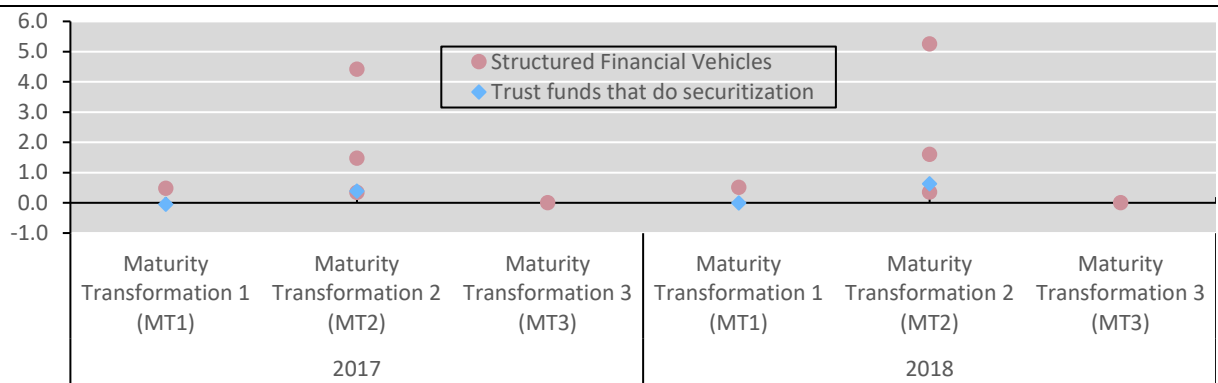 6.0
5.0
4.0
3.0
2.0
1.0
0.0
-1.0
Structured Financial Vehicles
Trust funds that do securitization
Maturity Maturity Maturity Maturity Maturity Maturity
Transformation 1 Transformation 2 Transformation 3 Transformation 1 Transformation 2 Transformation 3
(MT1) (MT2) (MT3) (MT1) (MT2) (MT3)
2017 2018